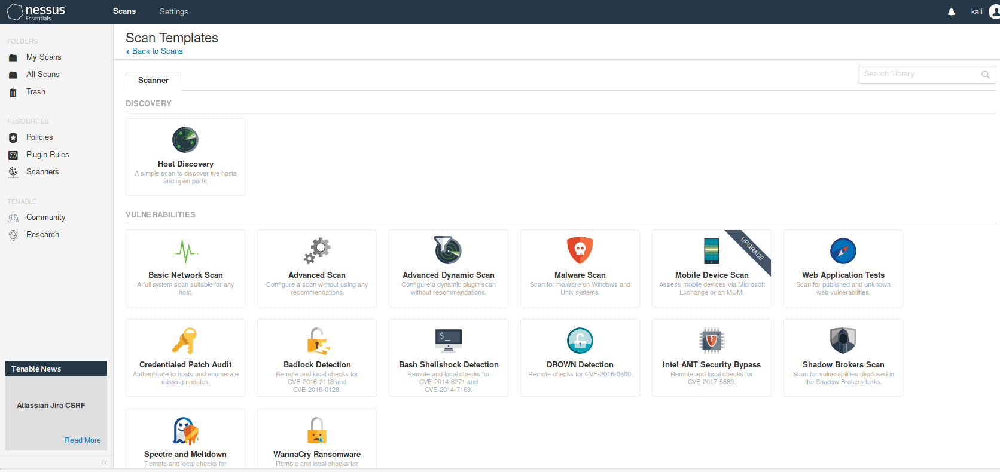 nessus
Essentials
Scans
Settings
kali
FOLDERS
My Scans
All Scans
Trash
RESOURCES
Policies
Plugin Rules
Scanners
TENABLE
Community
Research
Tenable News
Atlassian Jira CSRF
Read More
Scan Templates
Back to Scans
Scanner
Search Library
DISCOVERY
Host Discovery
A simple scan to discover live hosts
and open ports.
VULNERABILITIES
Basic Network Scan
A full system scan suitable for any
host.
Advanced Scan
Configure a scan without using any
recommendations.
Advanced Dynamic Scan
Configure a dynamic plugin scan
without recommendations.
Malware Scan
Scan for malware on Windows and
Unix systems.
UPGRADE
Mobile Device Scan
Assess mobile devices via Microsoft
Exchange or an MDM.
Web Application Tests
Scan for published and unknown
web vulnerabilities.
Credentialed Patch Audit
Authenticate to hosts and enumerate
missing updates.
Badlock Detection
Remote and local checks for
CVE-2016-2118 and
CVE-2016-0128.
$_
Bash Shellshock Detection
Remote and local checks for
CVE-2014-6271 and
CVE-2014-7169.
DROWN Detection
Remote checks for CVE-2016-0800.
Intel AMT Security Bypass
Remote and local checks for
CVE-2017-5689.
Shadow Brokers Scan
Scan for vulnerabilities disclosed in
the Shadow Brokers leaks.
Spectre and Meltdown
Remote and local checks for
WannaCry Ransomware
Remote and local checks for